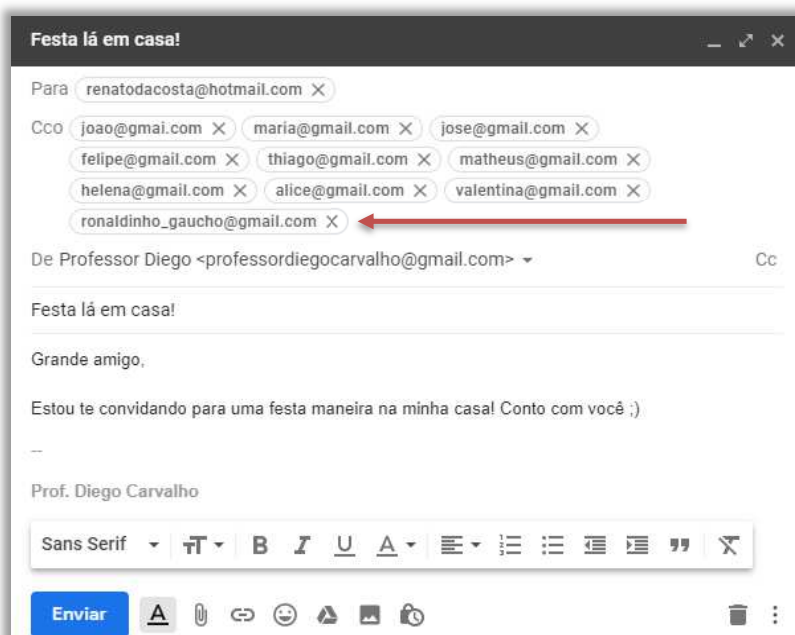 Festa lá em casa!
Para renatodacosta@hotmail.com
Cco joao@gmai.com maria@gmail.com jose@gmail.com
felipe@gmail.com thiago@gmail.com matheus@gmail.com
helena@gmail.com alice@gmail.com valentina@gmail.com
ronaldinho_gaucho@gmail.com
De Professor Diego <professordiegocarvalho@gmail.com> Cc
Festa lá em casa!
Grande amigo,
Estou te convidando para uma festa maneira na minha casa! Conto com você ;)
--
Prof. Diego Carvalho
Sans Serif B I U A
Enviar A